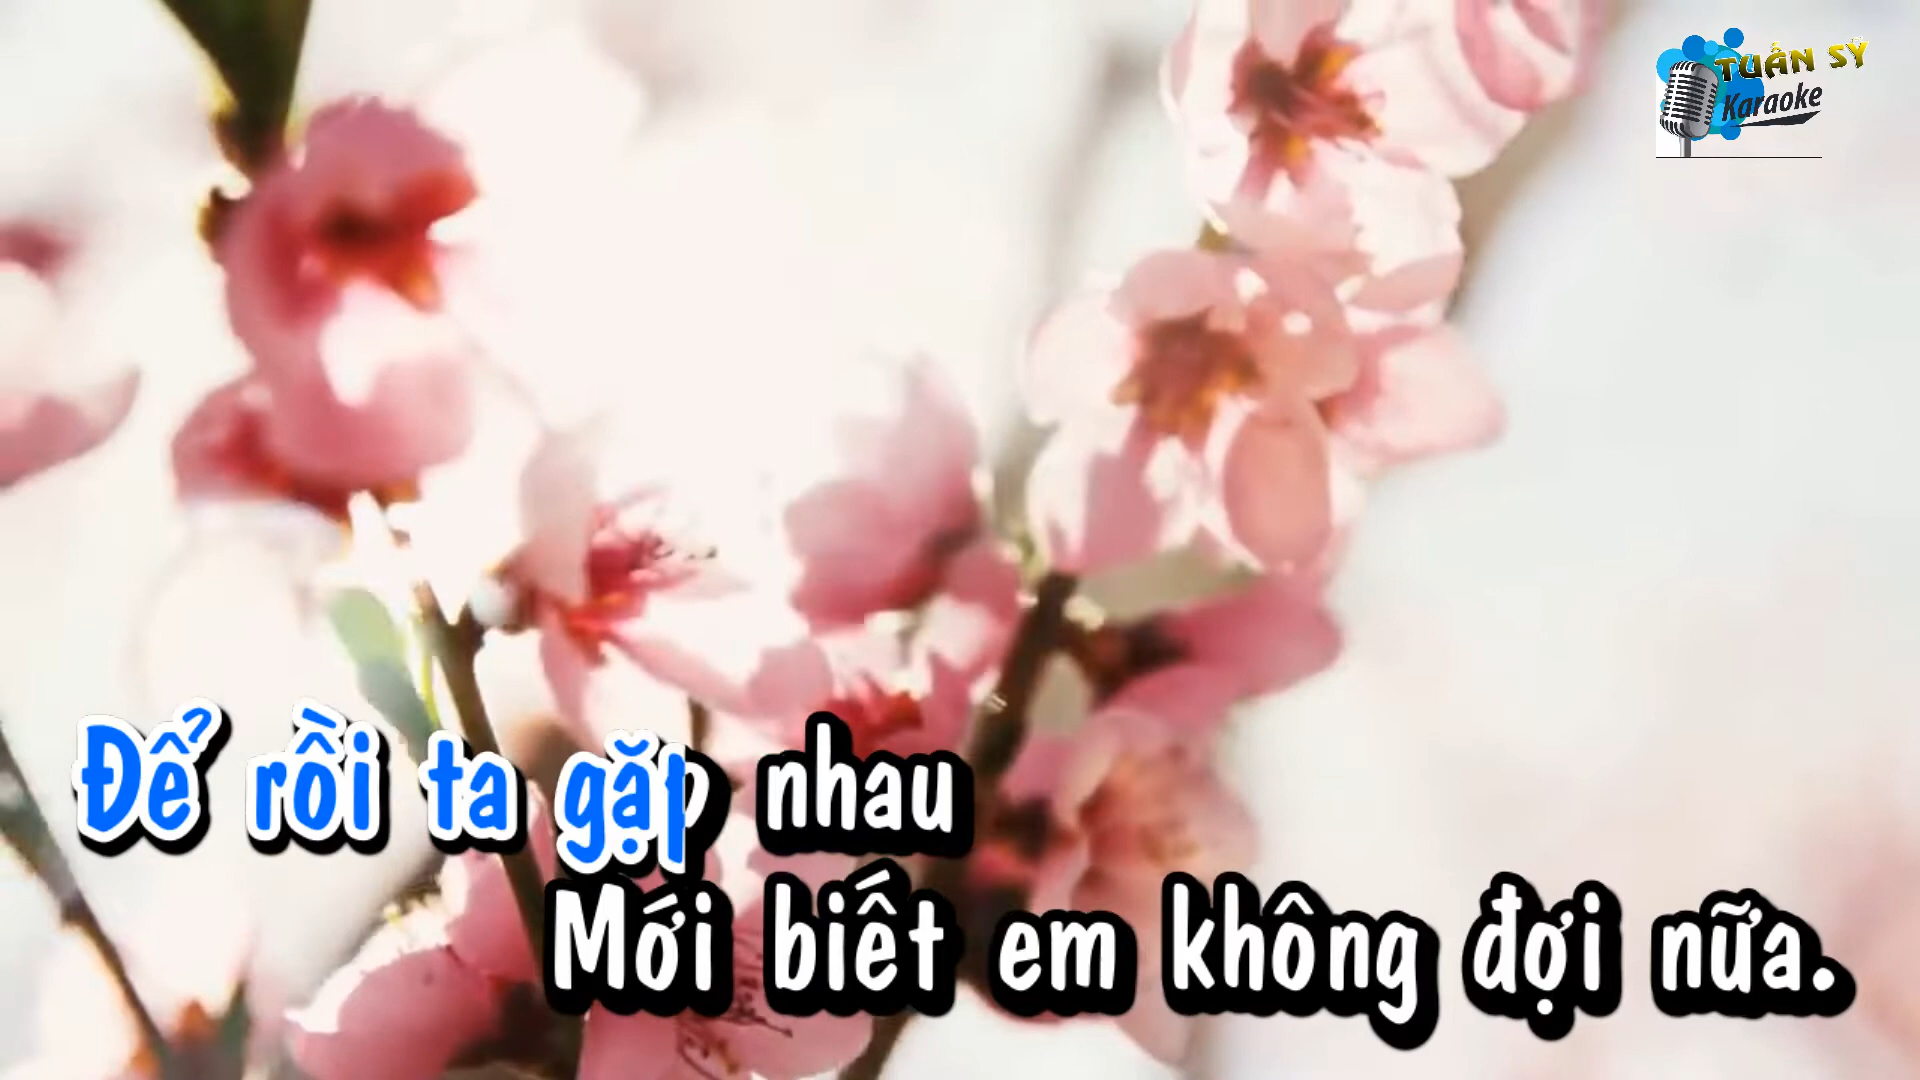 TUẤN SỸ
Karaoke
Để rồi ta gặp nhau
Mới biết em không đợi nữa.